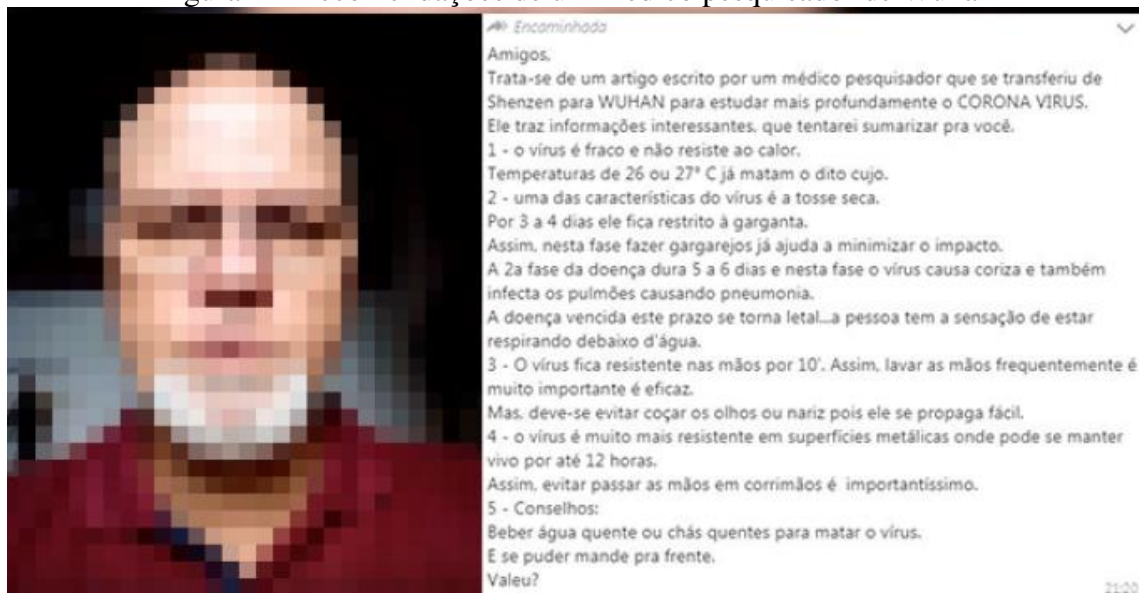 Encaminhada
Amigos,
Trata-se de um artigo escrito por um médico pesquisador que se transferiu de
Shenzen para WUHAN para estudar mais profundamente o CORONA VIRUS.
Ele traz informações interessantes, que tentarei sumarizar pra você.
1 - o vírus é fraco e não resiste ao calor.
Temperaturas de 26 ou 27° C já matam o dito cujo.
2 - uma das características do vírus é a tosse seca.
Por 3 a 4 dias ele fica restrito à garganta.
Assim, nesta fase fazer gargarejos já ajuda a minimizar o impacto.
A 2a fase da doença dura 5 a 6 dias e nesta fase o vírus causa coriza e também
infecta os pulmões causando pneumonia.
A doença vencida este prazo se torna letal...a pessoa tem a sensação de estar
respirando debaixo d'água.
3 - O vírus fica resistente nas mãos por 10'. Assim, lavar as mãos frequentemente é
muito importante é eficaz.
Mas, deve-se evitar coçar os olhos ou nariz pois ele se propaga fácil.
4 - o vírus é muito mais resistente em superfícies metálicas onde pode se manter
vivo por até 12 horas.
Assim, evitar passar as mãos em corrimãos é importantíssimo.
5 - Conselhos:
Beber água quente ou chás quentes para matar o vírus.
E se puder mande pra frente.
Valeu?
21:20